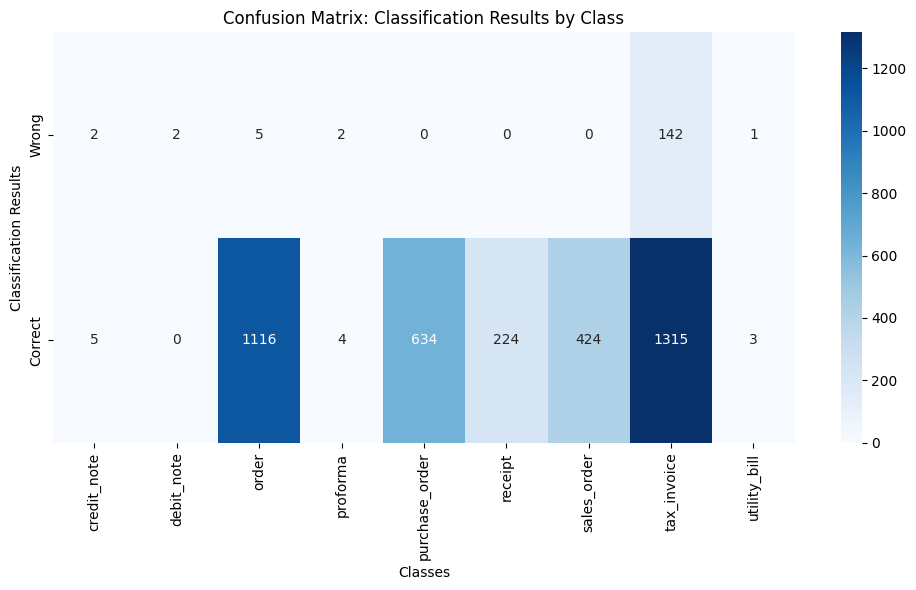 Confusion Matrix: Classification Results by Class
Classification Results
Wrong
2 2 5 2 0 0 0 142 1
Correct
5 0 1116 4 634 224 424 1315 3
credit_note
debit_note
order
proforma
purchase_order
receipt
sales_order
tax_invoice
utility_bill
Classes
1200
1000
800
600
400
200
0